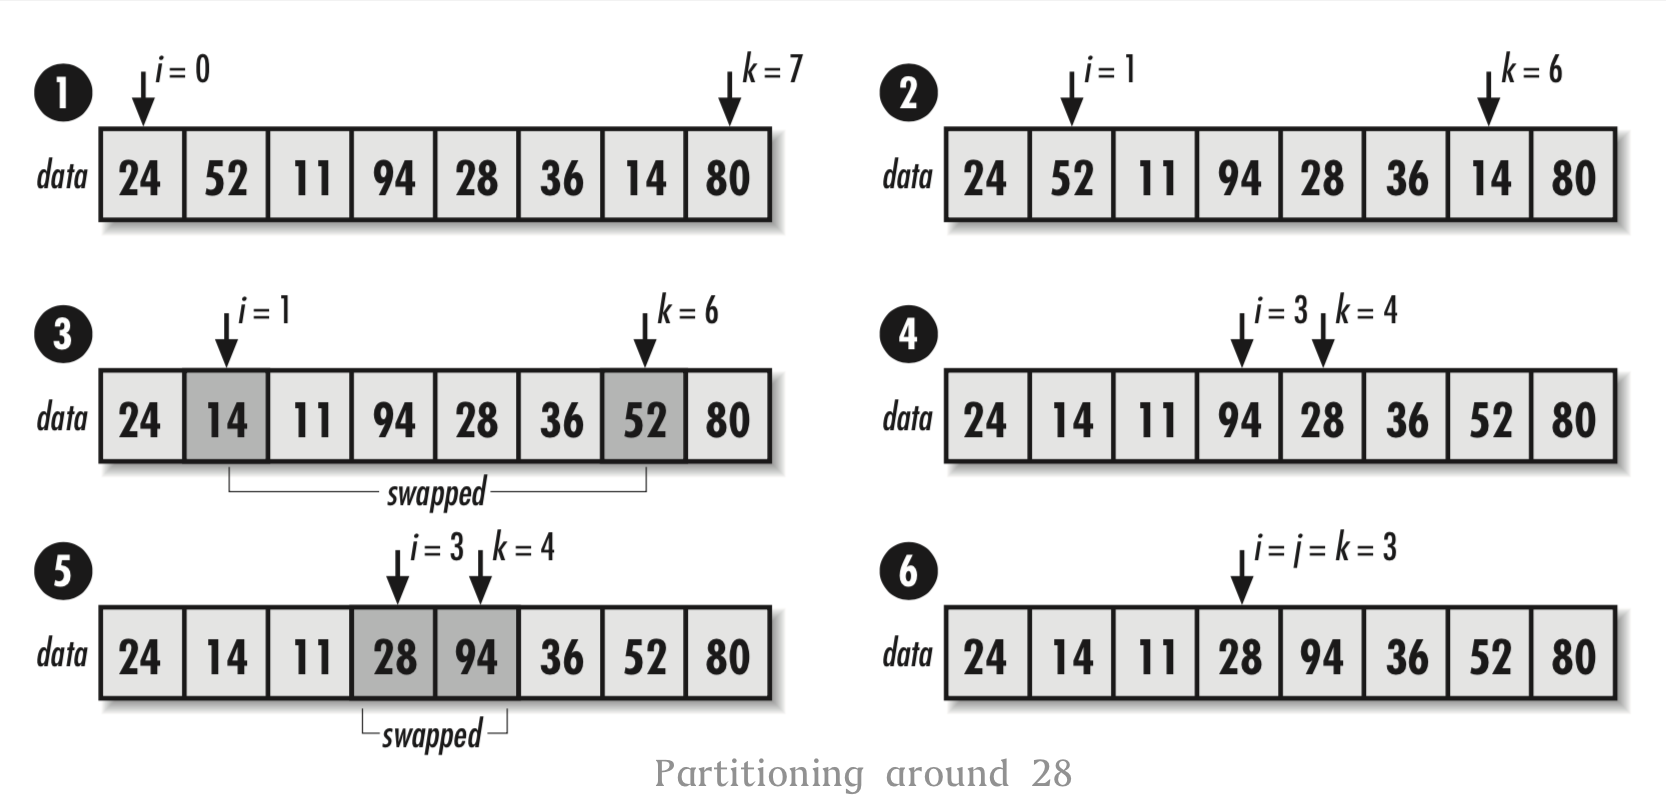 1 i = 0 k = 7
data 24 52 11 94 28 36 14 80
2 i = 1 k = 6
data 24 52 11 94 28 36 14 80
3 i = 1 k = 6
data 24 14 11 94 28 36 52 80
swapped
4 i = 3 k = 4
data 24 14 11 94 28 36 52 80
5 i = 3 k = 4
data 24 14 11 28 94 36 52 80
swapped
6 i = j = k = 3
data 24 14 11 28 94 36 52 80
Partitioning around 28